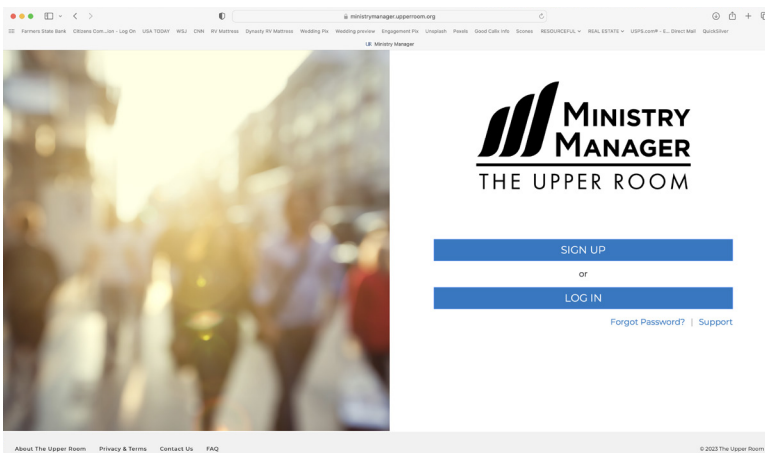 ministrymanager.upperroom.org
Farmers State Bank Citizens Com...ion - Log On USA TODAY WSJ CNN RV Mattress Dynasty RV Mattress Wedding Pix Wedding preview Engagement Pix Unsplash Pexels Good Calls Info Scones RESOURCEFUL REAL ESTATE USPS.com® - E... Direct Mail QuickSilver
UR Ministry Manager
MINISTRY
MANAGER
THE UPPER ROOM
SIGN UP
or
LOG IN
Forgot Password? | Support
About The Upper Room Privacy & Terms Contact Us FAQ © 2023 The Upper Room